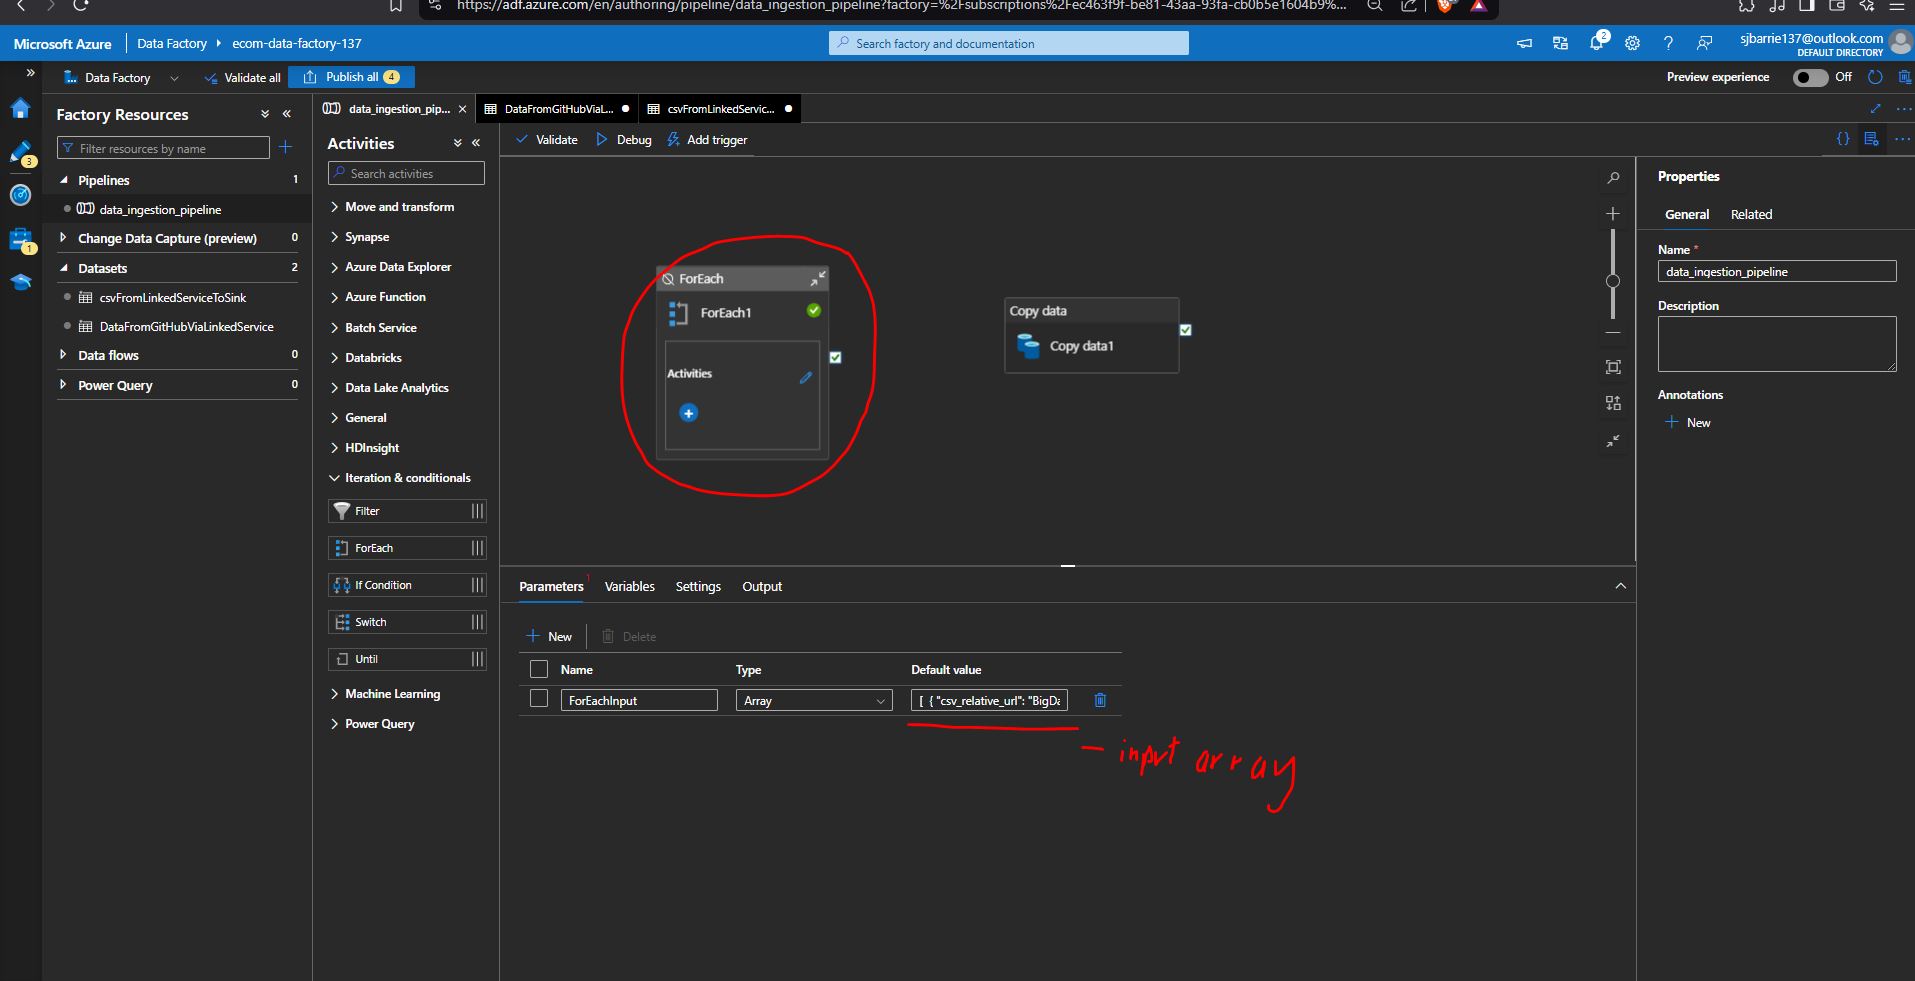 https://adf.azure.com/en/authoring/pipeline/data_ingestion_pipeline?factory=%2Fsubscriptions%2Fec463f9f-be81-43aa-93fa-cb0b5e1604b9%...
Microsoft Azure
Data Factory
ecom-data-factory-137
Search factory and documentation
2
sjbarrie137@outlook.com
DEFAULT DIRECTORY
Data Factory
Validate all
Publish all 4
Preview experience
Off
Factory Resources
Filter resources by name
3
Pipelines 1
data_ingestion_pipeline
1
Change Data Capture (preview) 0
Datasets 2
csvFromLinkedServiceToSink
DataFromGitHubViaLinkedService
Data flows 0
Power Query 0
data_ingestion_pip...
DataFromGitHubViaL...
csvFromLinkedServic...
Activities
Search activities
Move and transform
Synapse
Azure Data Explorer
Azure Function
Batch Service
Databricks
Data Lake Analytics
General
HDInsight
Iteration & conditionals
Filter
ForEach
If Condition
Switch
Until
Machine Learning
Power Query
Validate
Debug
Add trigger
{}
ForEach
ForEach1
Activities
Copy data
Copy data1
Parameters 1
Variables
Settings
Output
New
Delete
Name
Type
Default value
ForEachInput
Array
[ { "csv_relative_url": "BigDa
- input array
Properties
General
Related
Name *
data_ingestion_pipeline
Description
Annotations
New